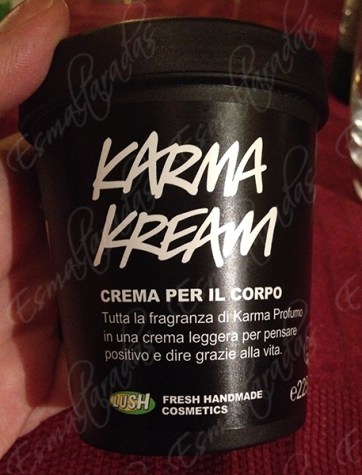 KARMA
KREAM
CREMA PER IL CORPO
Tutta la fragranza di Karma Profumo
in una crema leggera per pensare
positivo e dire grazie alla vita.
LUSH
FRESH HANDMADE
COSMETICS
Esmaltaradas